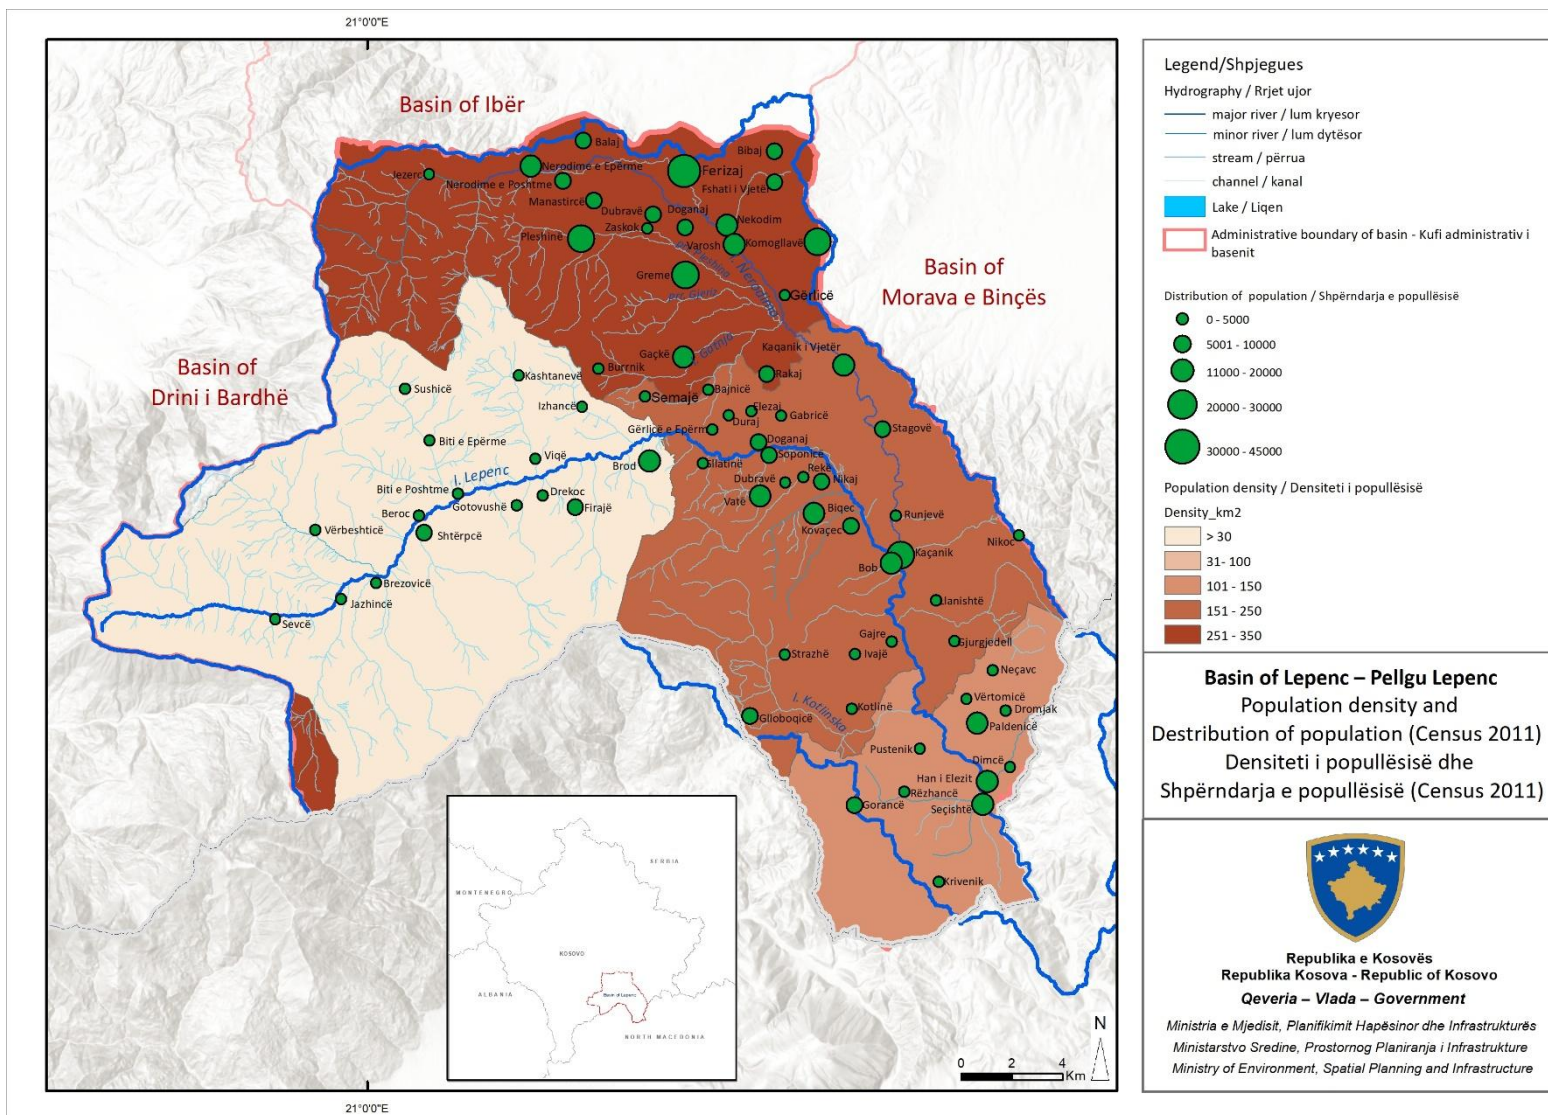 21°0'0"E
Basin of Ibër
Balaj
Bibaj
Jezerc
Nerodime e Epërme
Ferizaj
Nerodime e Poshtme
Fshati i Vjetër
Manastircë
Dubravë
Doganaj
Nekodim
Zaskok
Pleshinë
Varosh
Komogllavë
Greme
I. Nerodima
Gërlicë
Basin of
Morava e Binçës
Basin of
Drini i Bardhë
Kaqanik i Vjetër
Gaçkë
Burrnik
Rakaj
Kashtanevë
Sushicë
Semajë
Bajnicë
Izhancë
Elezaj
Duraj
Gabricë
Gërlicë e Epërm
Stagovë
Biti e Epërme
Doganaj
Soponicë
Viqë
Brod
Sllatinë
I. Lepenc
Rekë
Dubravë
Nikaj
Biti e Poshtme
Drekoc
Gotovushë
Firajë
Vatë
Beroc
Biqec
Runjevë
Vërbeshticë
Shtërpcë
Kovaçec
Nikoc
Kaçanik
Bob
Brezovicë
Jazhincë
Llanishtë
Sevcë
Gajre
Gjurgjedell
Strazhë
Ivajë
Neçavc
Vërtomicë
I. Kotlinska
Kotlinë
Dromjak
Glloboqicë
Paldenicë
Pustenik
Dimcë
Han i Elezit
Rëzhancë
Gorancë
Seçishtë
Krivenik
SERBIA
MONTENEGRO
KOSOVO
ALBANIA
Basin of Lepenc
NORTH MACEDONIA
N
0 2 4
Km
21°0'0"E
Legend/Shpjegues
Hydrography / Rrjet ujor
major river / lum kryesor
minor river / lum dytësor
stream / përrua
channel / kanal
Lake / Liqen
Administrative boundary of basin - Kufi administrativ i
basenit
Distribution of population / Shpërndarja e popullësisë
0 - 5000
5001 - 10000
11000 - 20000
20000 - 30000
30000 - 45000
Population density / Densiteti i popullësisë
Density_km2
> 30
31- 100
101 - 150
151 - 250
251 - 350
Basin of Lepenc – Pellgu Lepenc
Population density and
Destribution of population (Census 2011)
Densiteti i popullësisë dhe
Shpërndarja e popullësisë (Census 2011)
Republika e Kosovës
Republika Kosova - Republic of Kosovo
Qeveria – Vlada – Government
Ministria e Mjedisit, Planifikimit Hapësinor dhe Infrastrukturës
Ministarstvo Sredine, Prostornog Planiranja i Infrastrukture
Ministry of Environment, Spatial Planning and Infrastructure